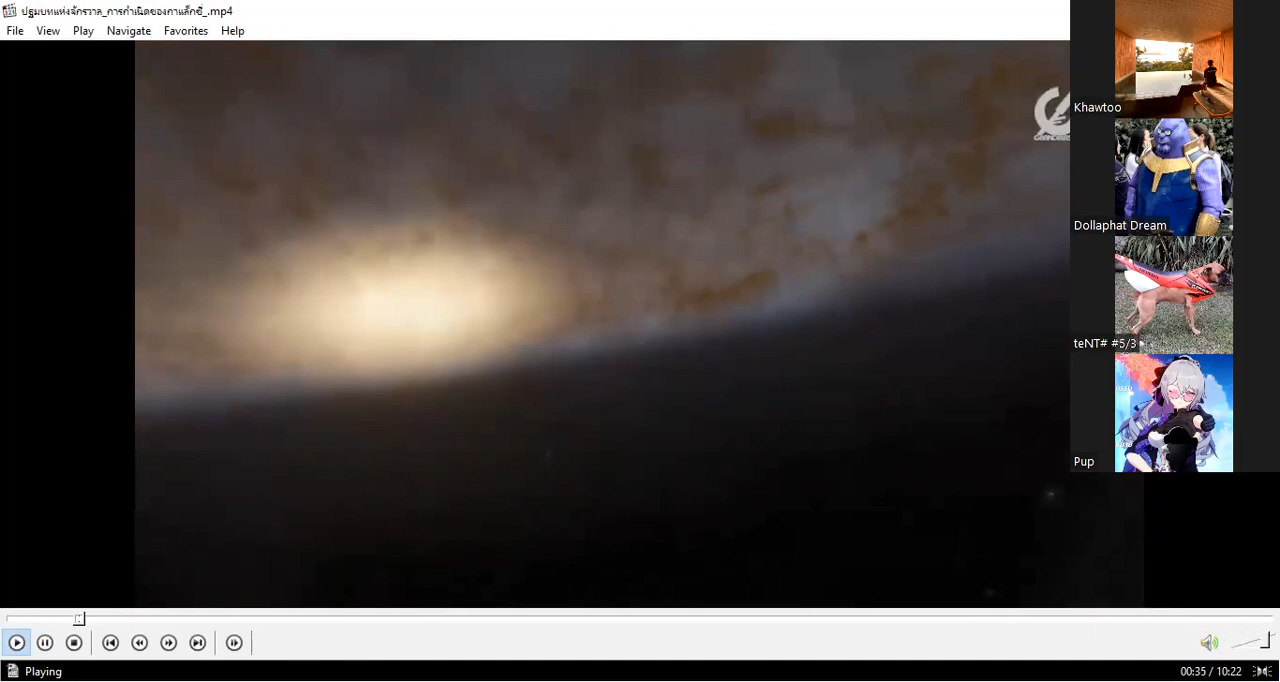 ปฐมบทแห่งจักรวาล_การกำเนิดของกาแล็กซี่_.mp4
File View Play Navigate Favorites Help
Khawtoo
Dollaphat Dream
teNT# #5/3
Pup
Playing
00:35 / 10:22